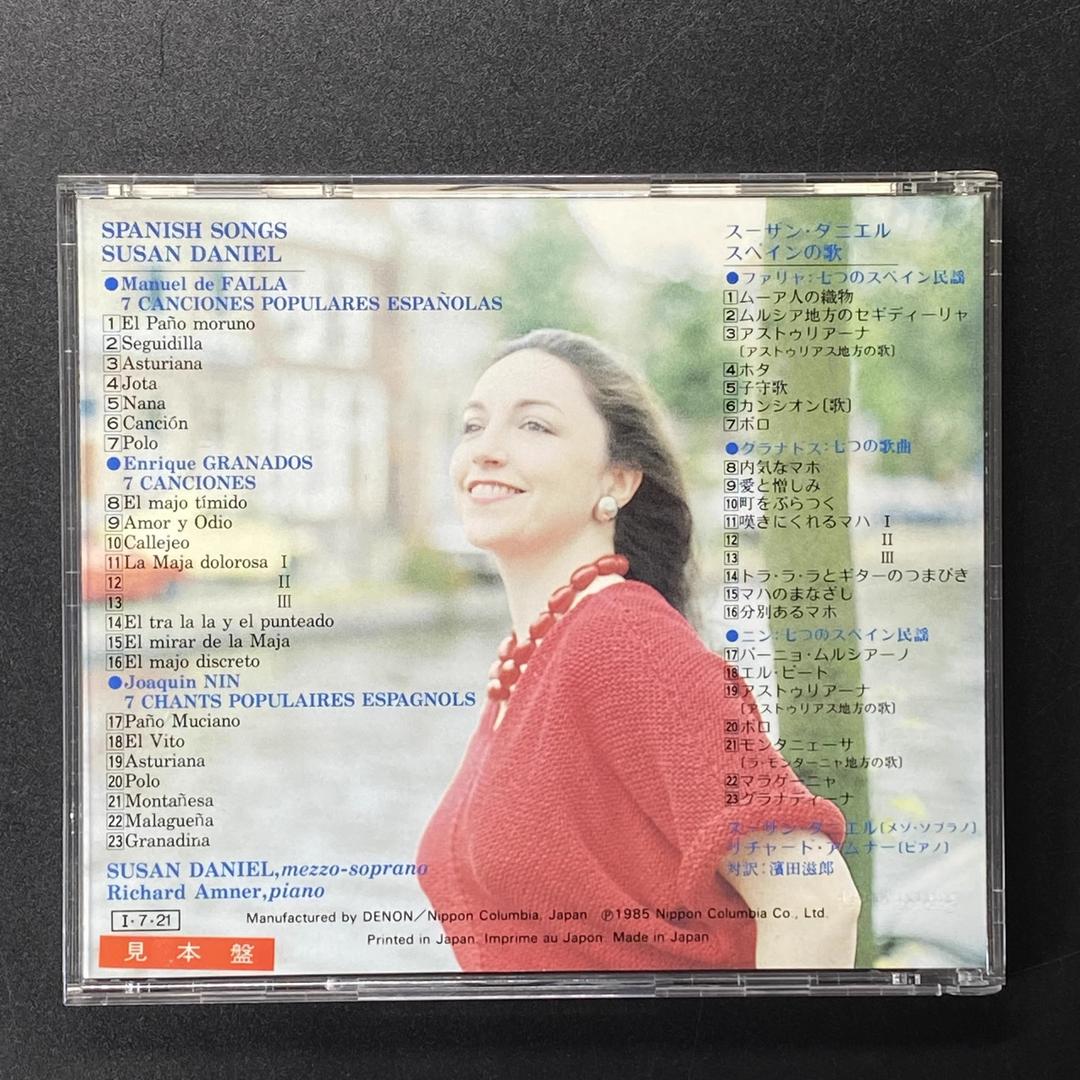 SPANISH SONGS
SUSAN DANIEL
●Manuel de FALLA
7 CANCIONES POPULARES ESPAÑOLAS
1 El Paño moruno
2 Seguidilla
3 Asturiana
4 Jota
5 Nana
6 Canción
7 Polo
●Enrique GRANADOS
7 CANCIONES
8 El majo tímido
9 Amor y Odio
10 Callejeo
11 La Maja dolorosa I
12 II
13 III
14 El tra la la y el punteado
15 El mirar de la Maja
16 El majo discreto
●Joaquin NIN
7 CHANTS POPULAIRES ESPAGNOLS
17 Paño Muciano
18 El Vito
19 Asturiana
20 Polo
21 Montañesa
22 Malagueña
23 Granadina
SUSAN DANIEL, mezzo-soprano
Richard Amner, piano
スーザン・ダニエル
スペインの歌
●ファリャ:七つのスペイン民謡
1 ムーア人の織物
2 ムルシア地方のセギディーリャ
3 アストゥリアーナ
〔アストゥリアス地方の歌〕
4 ホタ
5 子守歌
6 カンシオン〔歌〕
7 ポロ
●グラナドス:七つの歌曲
8 内気なマホ
9 愛と憎しみ
10 町をぶらつく
11 嘆きにくれるマハ I
12 II
13 III
14 トラ・ラ・ラとギターのつまびき
15 マハのまなざし
16 分別あるマホ
●ニン:七つのスペイン民謡
17 パーニョ・ムルシアーノ
18 エル・ビート
19 アストゥリアーナ
〔アストゥリアス地方の歌〕
20 ポロ
21 モンタニェーサ
〔ラ・モンターニャ地方の歌〕
22 マラゲーニャ
23 グラナディーナ
スーザン・ダニエル〔メゾ・ソプラノ〕
リチャード・アムナー〔ピアノ〕
対訳:濱田滋郎
I・7・21
Manufactured by DENON/Nippon Columbia, Japan ℗1985 Nippon Columbia Co., Ltd.
Printed in Japan Imprime au Japon Made in Japan
見本盤